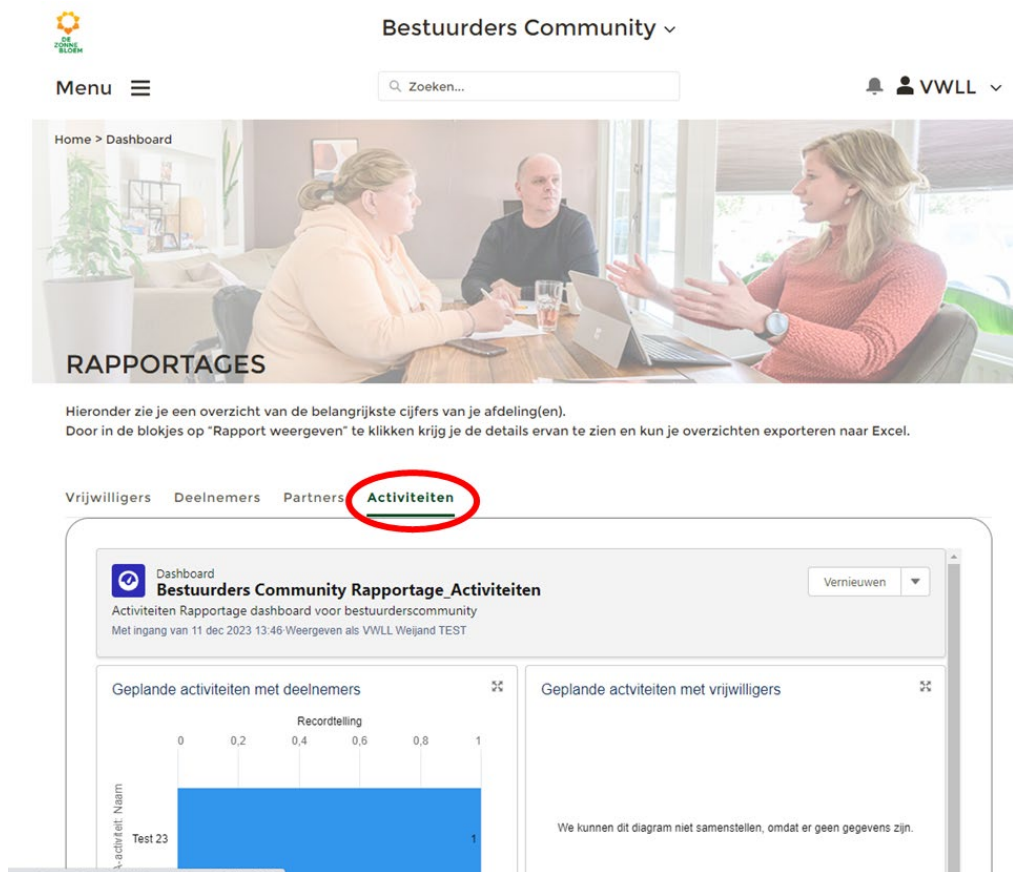 DE
ZONNE
BLOEM
Bestuurders Community
Menu
Zoeken...
VWLL
Home > Dashboard
RAPPORTAGES
Hieronder zie je een overzicht van de belangrijkste cijfers van je afdeling(en).
Door in de blokjes op "Rapport weergeven" te klikken krijg je de details ervan te zien en kun je overzichten exporteren naar Excel.
Vrijwilligers Deelnemers Partners Activiteiten
Dashboard
Bestuurders Community Rapportage_Activiteiten
Activiteiten Rapportage dashboard voor bestuurderscommunity
Met ingang van 11 dec 2023 13:46·Weergeven als VWLL Weijand TEST
Vernieuwen
Geplande activiteiten met deelnemers
Recordtelling
0 0,2 0,4 0,6 0,8 1
A-activiteit: Naam
Test 23
1
Geplande actviteiten met vrijwilligers
We kunnen dit diagram niet samenstellen, omdat er geen gegevens zijn.